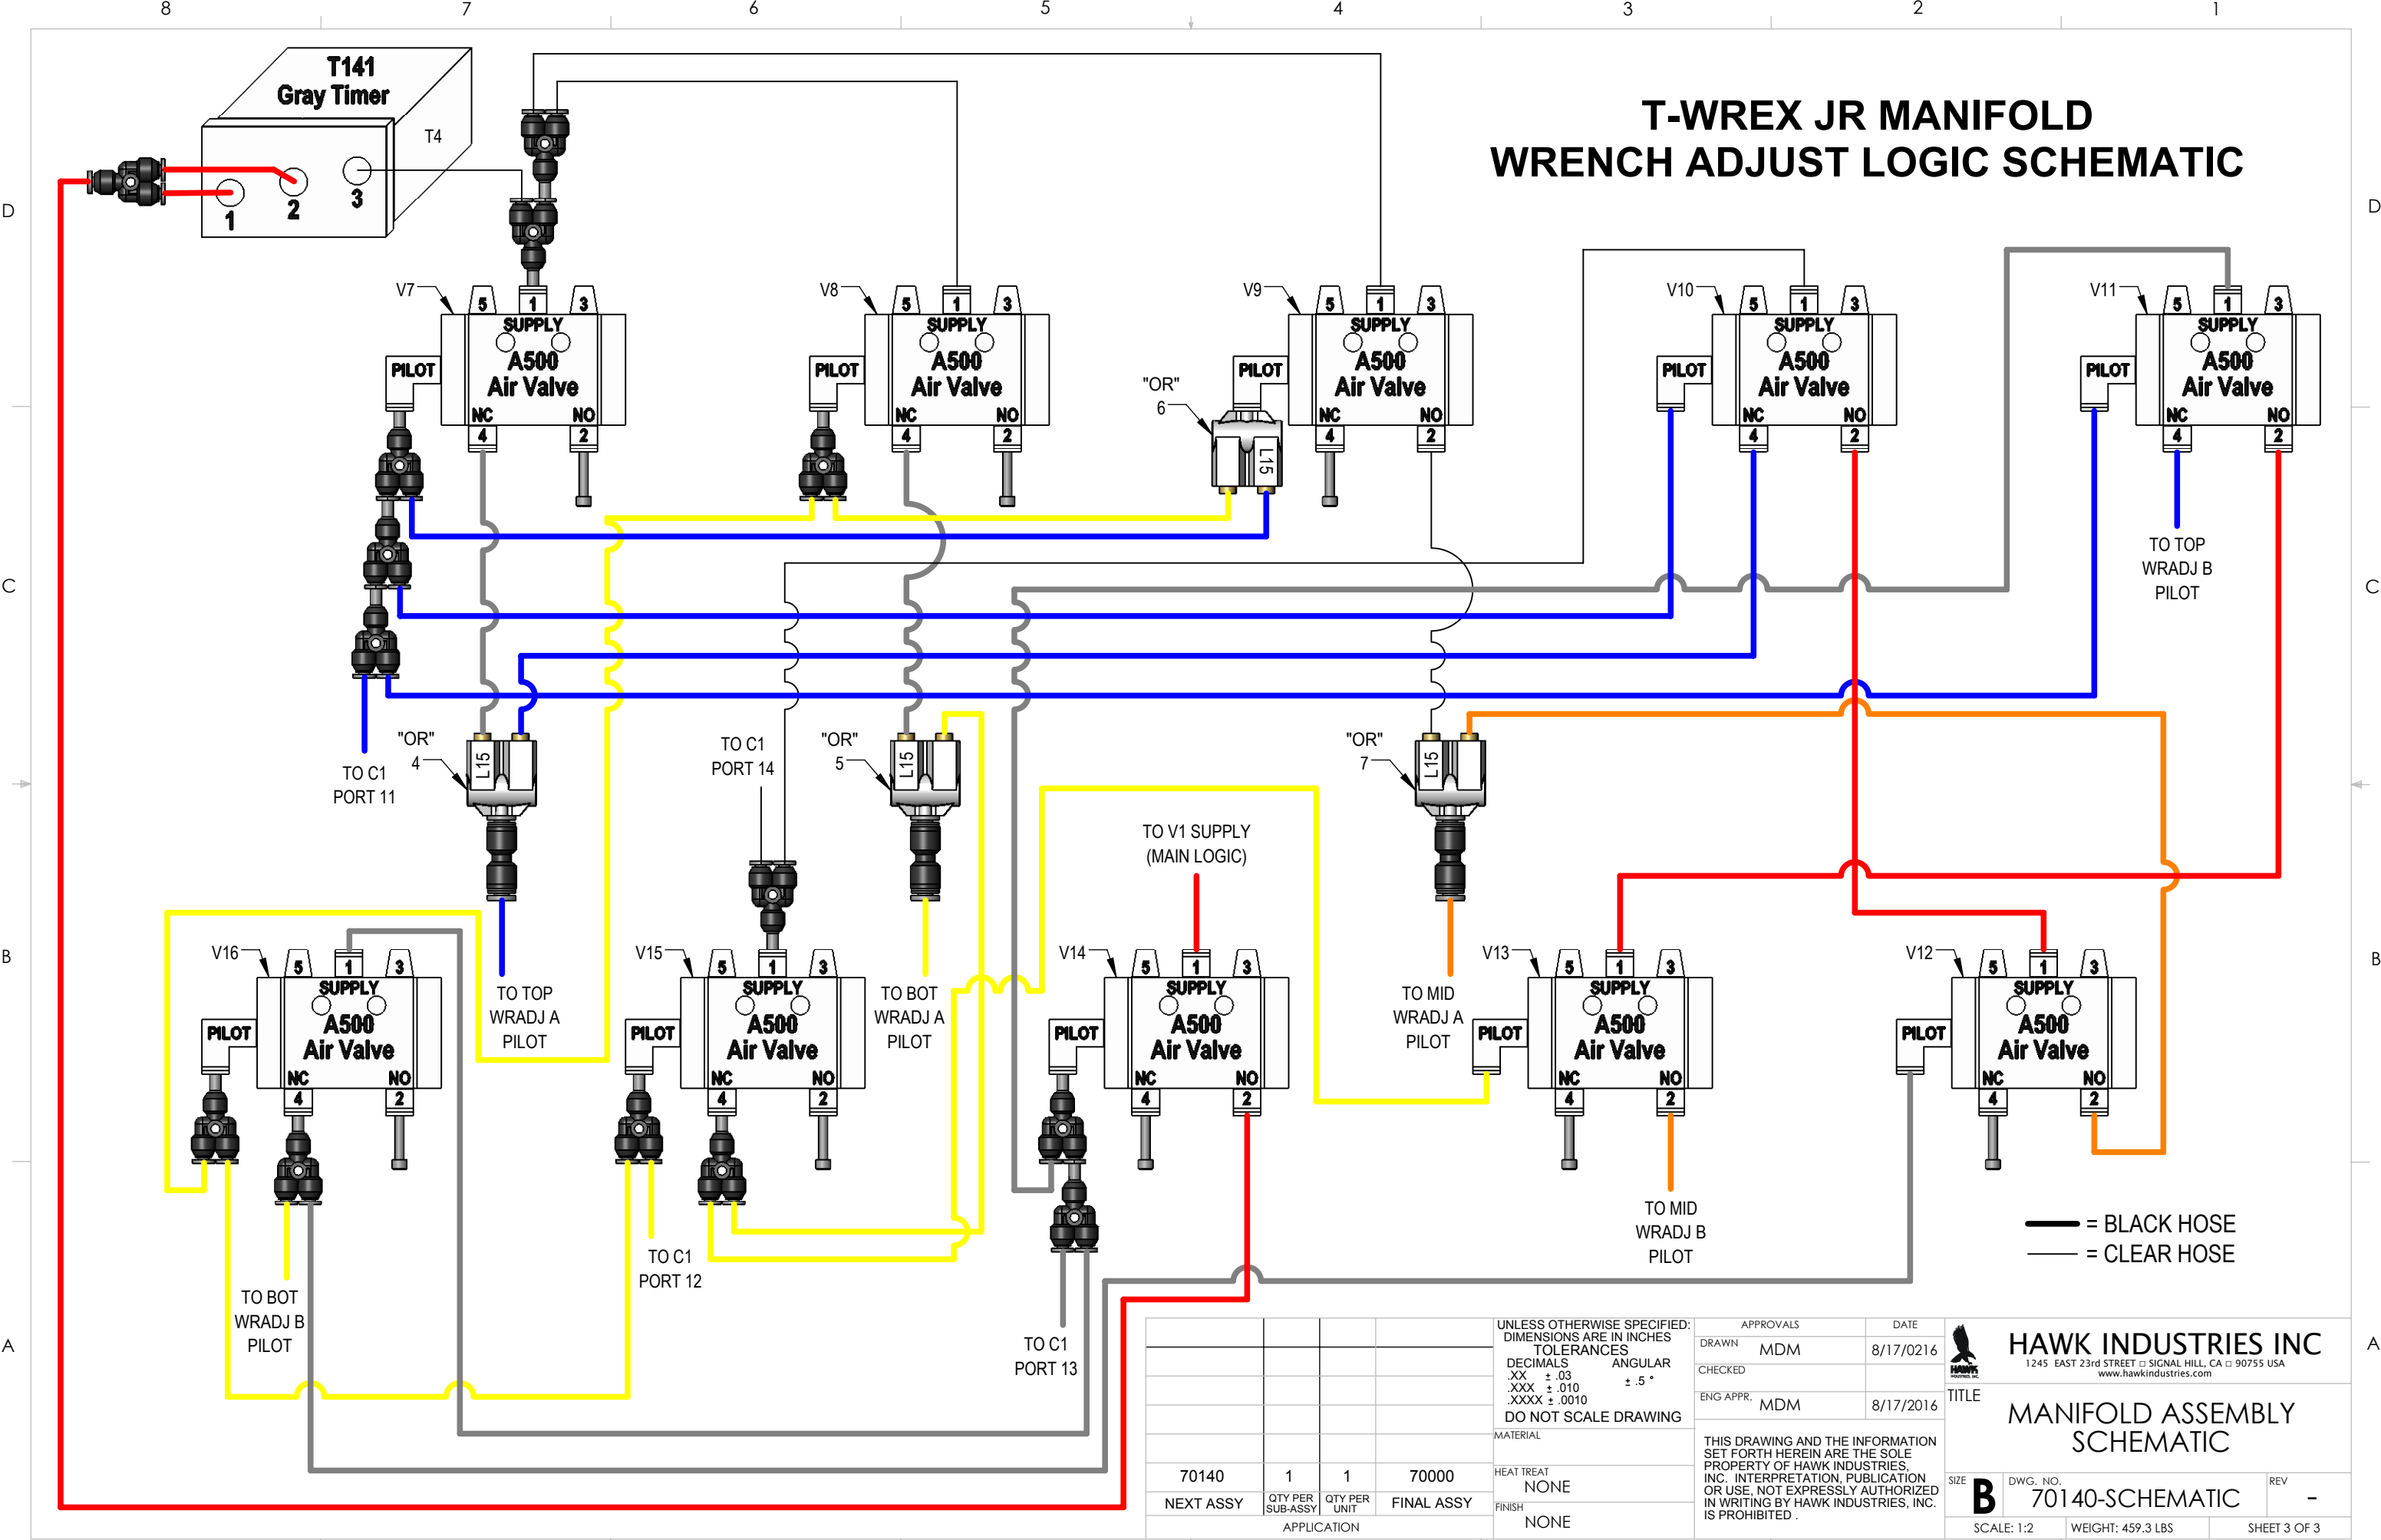 8 7 6 5 4 3 2 1
T-WREX JR MANIFOLD
WRENCH ADJUST LOGIC SCHEMATIC
T141
Gray Timer
T4
1 2 3
D D
V7
5 1 3
SUPPLY
PILOT
A500
Air Valve
NC NO
4 2
V8
5 1 3
SUPPLY
PILOT
A500
Air Valve
NC NO
4 2
V9
5 1 3
SUPPLY
PILOT
A500
Air Valve
NC NO
4 2
"OR"
6
L15
V10
5 1 3
SUPPLY
PILOT
A500
Air Valve
NC NO
4 2
V11
5 1 3
SUPPLY
PILOT
A500
Air Valve
NC NO
4 2
TO TOP
WRADJ B
PILOT
C C
TO C1
PORT 11
"OR"
4
L15
TO C1
PORT 14
"OR"
5
L15
"OR"
7
L15
TO V1 SUPPLY
(MAIN LOGIC)
B B
V16
5 1 3
SUPPLY
PILOT
A500
Air Valve
NC NO
4 2
TO TOP
WRADJ A
PILOT
V15
5 1 3
SUPPLY
PILOT
A500
Air Valve
NC NO
4 2
TO BOT
WRADJ A
PILOT
V14
5 1 3
SUPPLY
PILOT
A500
Air Valve
NC NO
4 2
TO MID
WRADJ A
PILOT
V13
5 1 3
SUPPLY
PILOT
A500
Air Valve
NC NO
4 2
V12
5 1 3
SUPPLY
PILOT
A500
Air Valve
NC NO
4 2
TO BOT
WRADJ B
PILOT
TO C1
PORT 12
TO C1
PORT 13
TO MID
WRADJ B
PILOT
= BLACK HOSE
= CLEAR HOSE
A A
70140 1 1 70000
NEXT ASSY QTY PER SUB-ASSY QTY PER UNIT FINAL ASSY
APPLICATION
UNLESS OTHERWISE SPECIFIED:
DIMENSIONS ARE IN INCHES
TOLERANCES
DECIMALS ANGULAR
.XX ± .03
.XXX ± .010
.XXXX ± .0010
± .5 °
DO NOT SCALE DRAWING
MATERIAL
HEAT TREAT
NONE
FINISH
NONE
APPROVALS DATE
DRAWN MDM 8/17/0216
CHECKED
ENG APPR. MDM 8/17/2016
THIS DRAWING AND THE INFORMATION
SET FORTH HEREIN ARE THE SOLE
PROPERTY OF HAWK INDUSTRIES,
INC. INTERPRETATION, PUBLICATION
OR USE, NOT EXPRESSLY AUTHORIZED
IN WRITING BY HAWK INDUSTRIES, INC.
IS PROHIBITED .
HAWK
INDUSTRIES, INC.
HAWK INDUSTRIES INC
1245 EAST 23rd STREET □ SIGNAL HILL, CA □ 90755 USA
www.hawkindustries.com
TITLE
MANIFOLD ASSEMBLY
SCHEMATIC
SIZE B
DWG. NO.
70140-SCHEMATIC
REV
-
SCALE: 1:2 WEIGHT: 459.3 LBS SHEET 3 OF 3